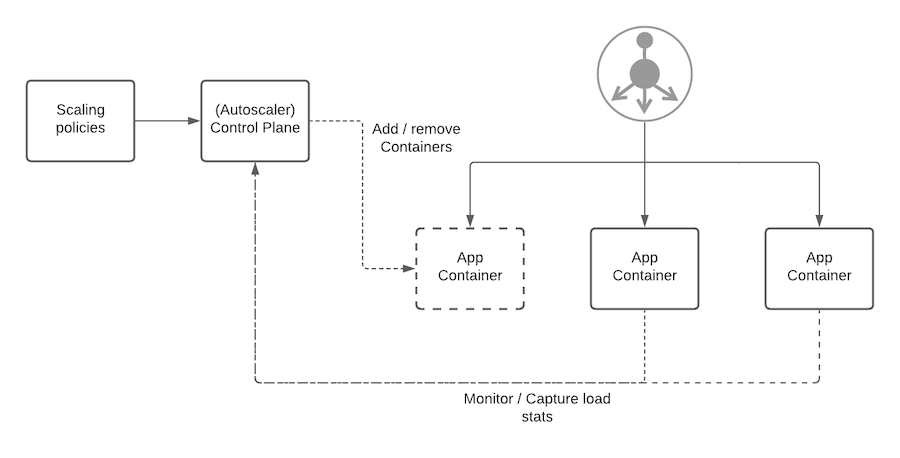 Scaling
policies
(Autoscaler)
Control Plane
Add / remove
Containers
App
Container
App
Container
App
Container
Monitor / Capture load
stats